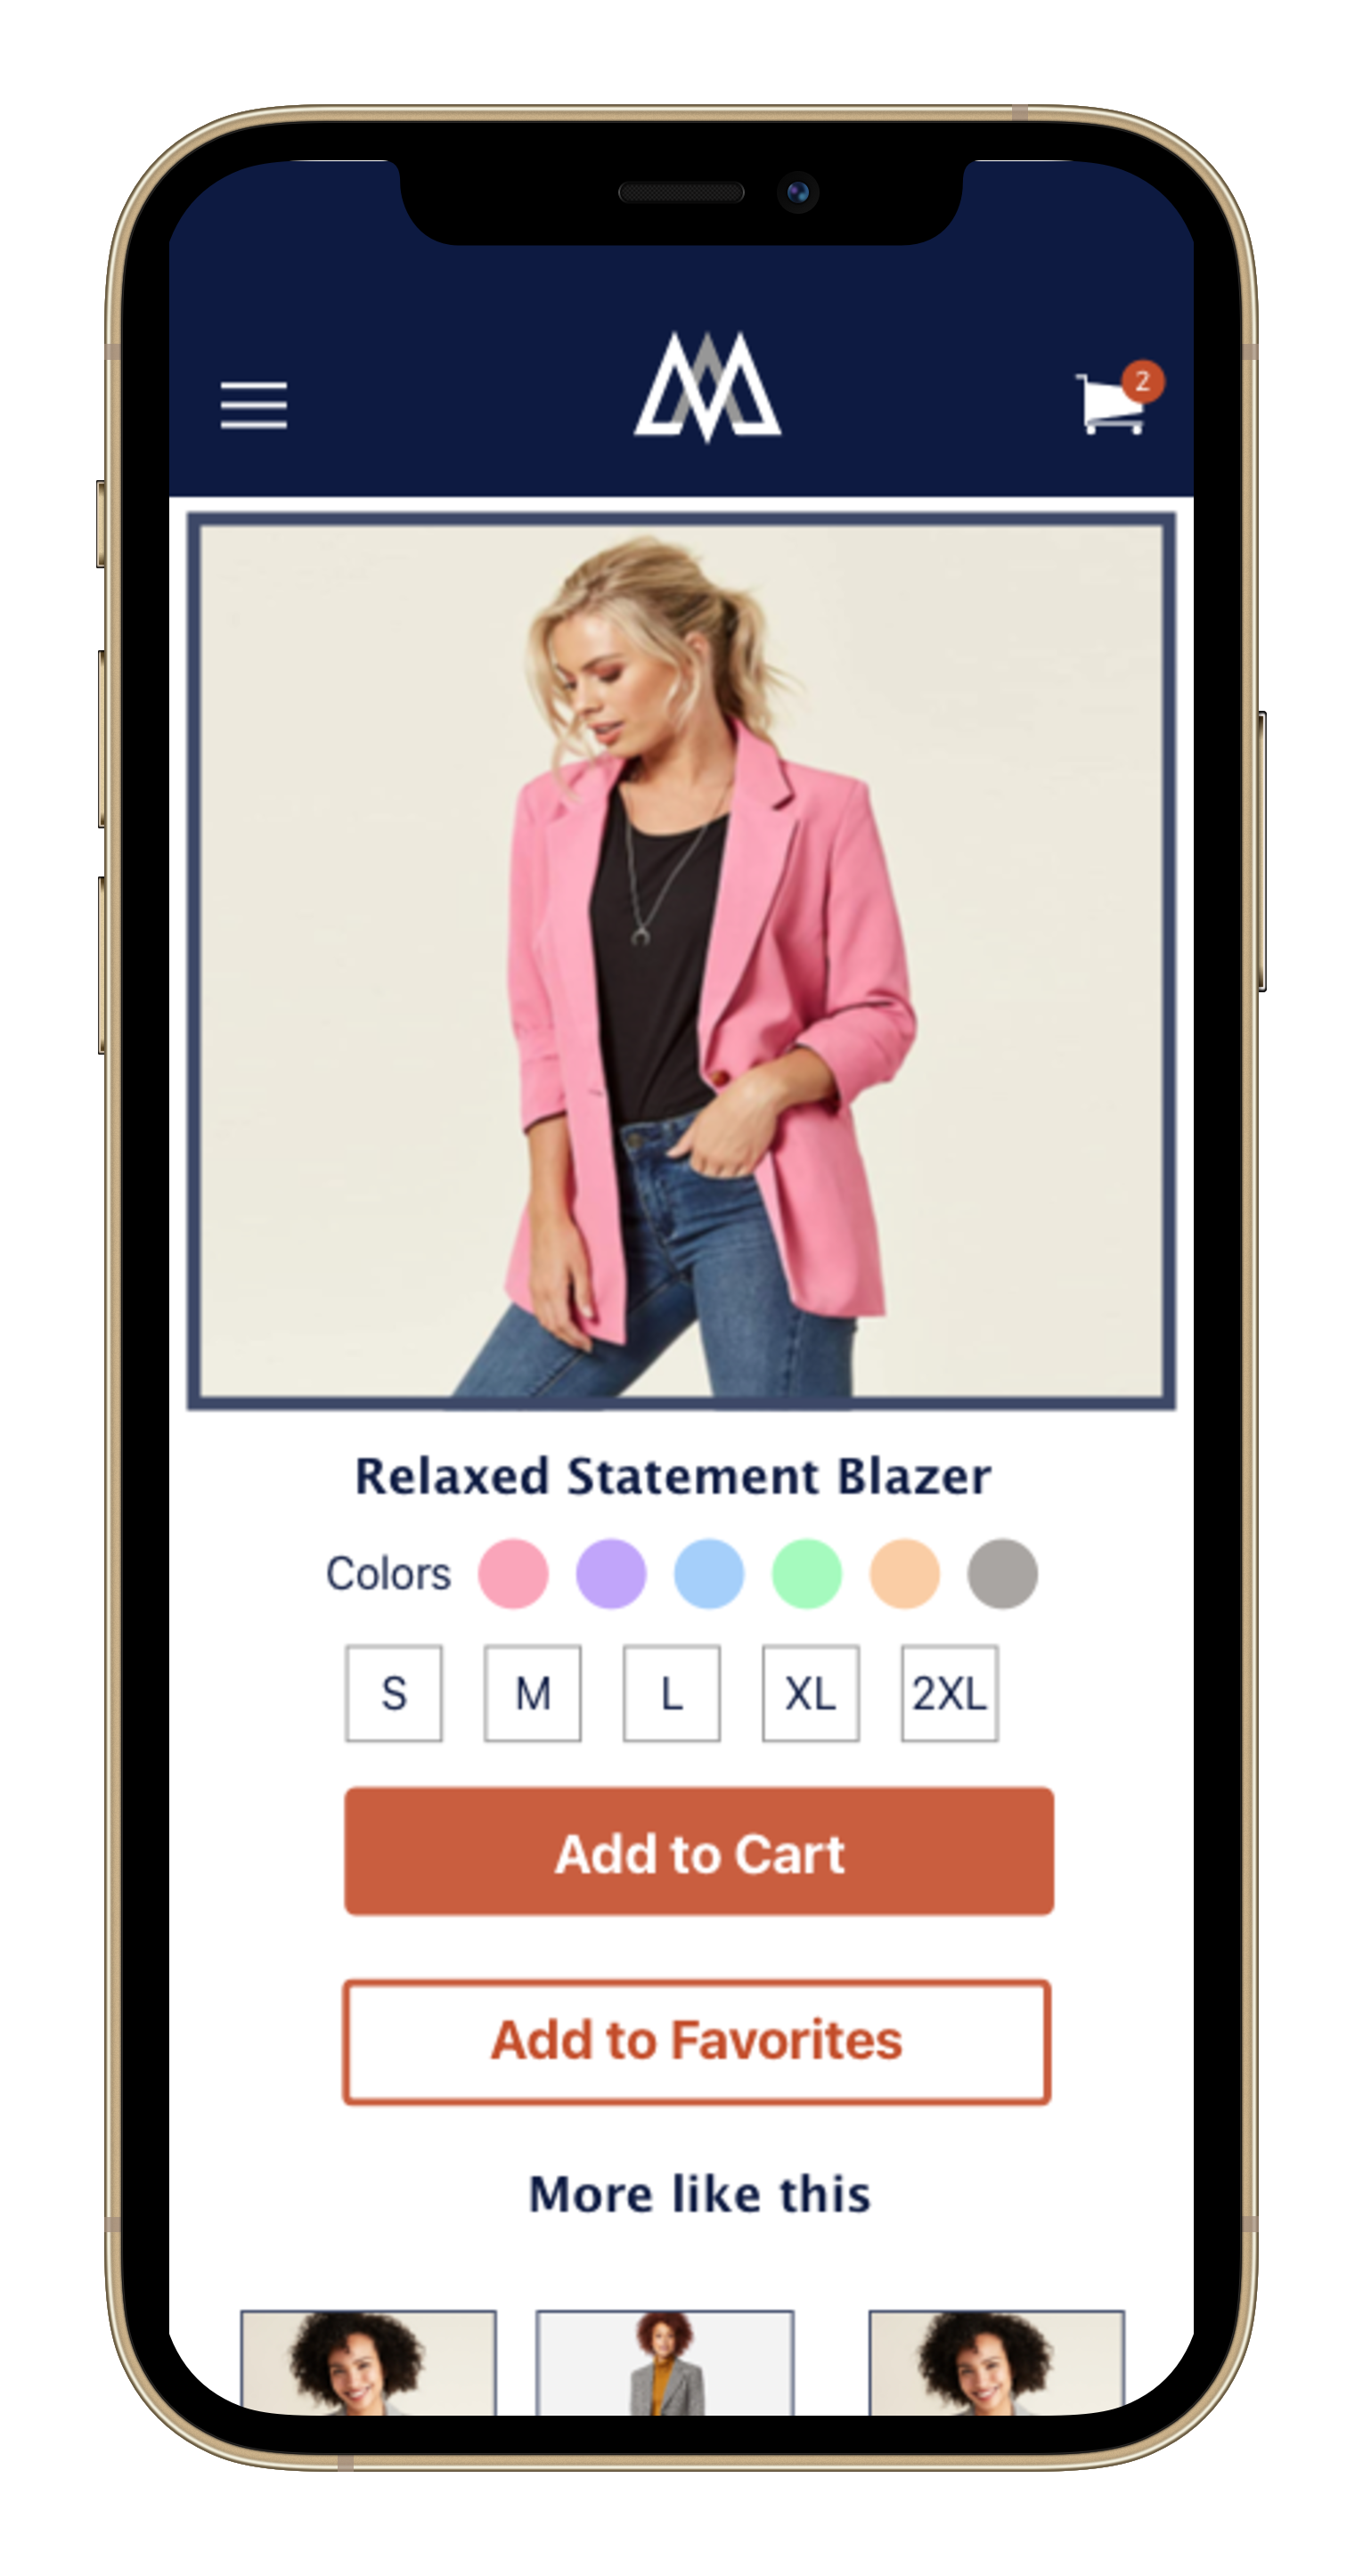 2
Relaxed Statement Blazer
Colors
S M L XL 2XL
Add to Cart
Add to Favorites
More like this